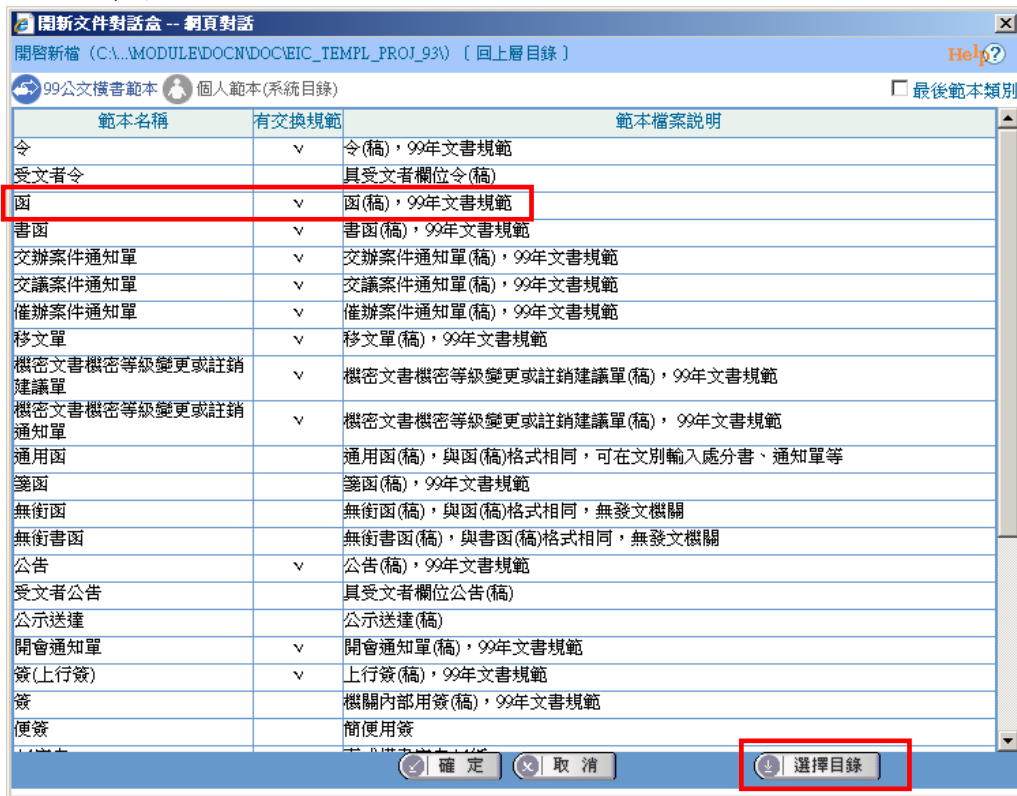 開新文件對話盒 -- 網頁對話
開啓新檔 (C:\...\MODULE\DOCN\DOC\EIC_TEMPL_PROJ_93\) 〔回上層目錄〕
Help?
99公文橫書範本 個人範本(系統目錄)
最後範本類別
範本名稱 有交換規範 範本檔案説明
令 v 令(稿),99年文書規範
受文者令 具受文者欄位令(稿)
函 v 函(稿),99年文書規範
書函 v 書函(稿),99年文書規範
交辦案件通知單 v 交辦案件通知單(稿),99年文書規範
交議案件通知單 v 交議案件通知單(稿),99年文書規範
催辦案件通知單 v 催辦案件通知單(稿),99年文書規範
移文單 v 移文單(稿),99年文書規範
機密文書機密等級變更或註銷
建議單 v 機密文書機密等級變更或註銷建議單(稿),99年文書規範
機密文書機密等級變更或註銷
通知單 v 機密文書機密等級變更或註銷建議單(稿), 99年文書規範
通用函 通用函(稿),與函(稿)格式相同,可在文別輸入處分書、通知單等
箋函 箋函(稿),99年文書規範
無銜函 無銜函(稿),與函(稿)格式相同,無發文機關
無銜書函 無銜書函(稿),與書函(稿)格式相同,無發文機關
公告 v 公告(稿),99年文書規範
受文者公告 具受文者欄位公告(稿)
公示送達 公示送達(稿)
開會通知單 v 開會通知單(稿),99年文書規範
簽(上行簽) v 上行簽(稿),99年文書規範
簽 機關內部用簽(稿),99年文書規範
便簽 簡便用簽
確 定 取 消 選擇目錄